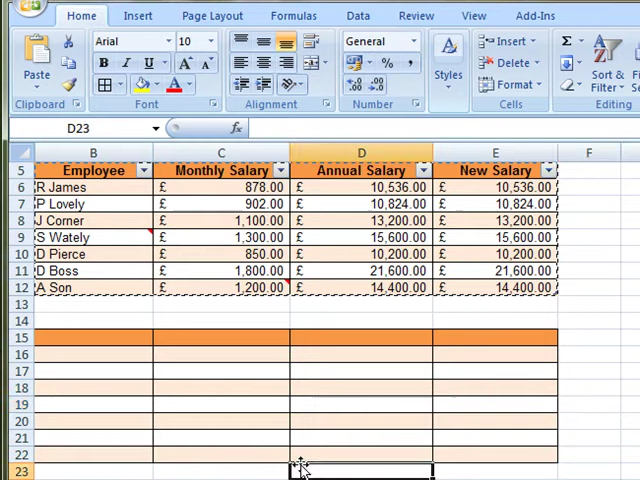 Home Insert Page Layout Formulas Data Review View Add-Ins
Arial 10 General Insert Σ
Paste B I U % , Styles Delete Sort & Filter
Format
Clipboard Font Alignment Number Cells Editing
D23 fx
B C D E F
5 Employee Monthly Salary Annual Salary New Salary
6 R James £ 878.00 £ 10,536.00 £ 10,536.00
7 P Lovely £ 902.00 £ 10,824.00 £ 10,824.00
8 J Corner £ 1,100.00 £ 13,200.00 £ 13,200.00
9 S Wately £ 1,300.00 £ 15,600.00 £ 15,600.00
10 D Pierce £ 850.00 £ 10,200.00 £ 10,200.00
11 D Boss £ 1,800.00 £ 21,600.00 £ 21,600.00
12 A Son £ 1,200.00 £ 14,400.00 £ 14,400.00
13
14
15
16
17
18
19
20
21
22
23